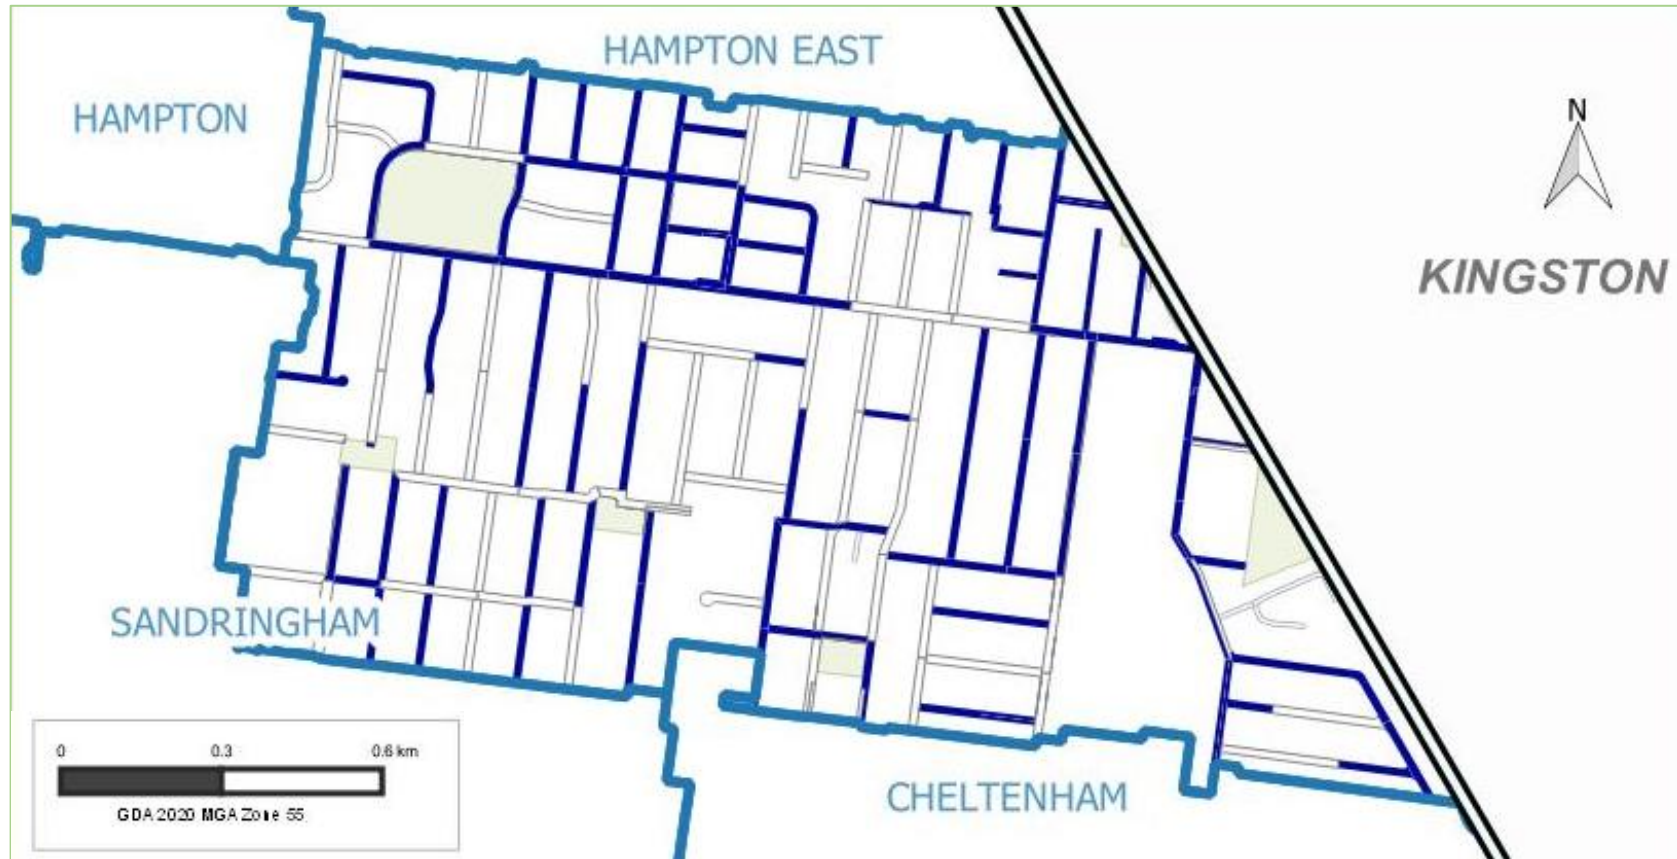 HAMPTON EAST
HAMPTON
N
KINGSTON
SANDRINGHAM
CHELTENHAM
0 0.3 0.6 km
GDA 2020 MGA Zone 55